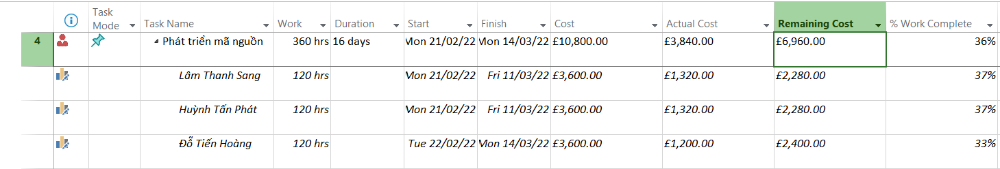 Task Mode Task Name Work Duration Start Finish Cost Actual Cost Remaining Cost % Work Complete
4 Phát triển mã nguồn 360 hrs 16 days Mon 21/02/22 Mon 14/03/22 £10,800.00 £3,840.00 £6,960.00 36%
Lâm Thanh Sang 120 hrs Mon 21/02/22 Fri 11/03/22 £3,600.00 £1,320.00 £2,280.00 37%
Huỳnh Tấn Phát 120 hrs Mon 21/02/22 Fri 11/03/22 £3,600.00 £1,320.00 £2,280.00 37%
Đỗ Tiến Hoàng 120 hrs Tue 22/02/22 Mon 14/03/22 £3,600.00 £1,200.00 £2,400.00 33%